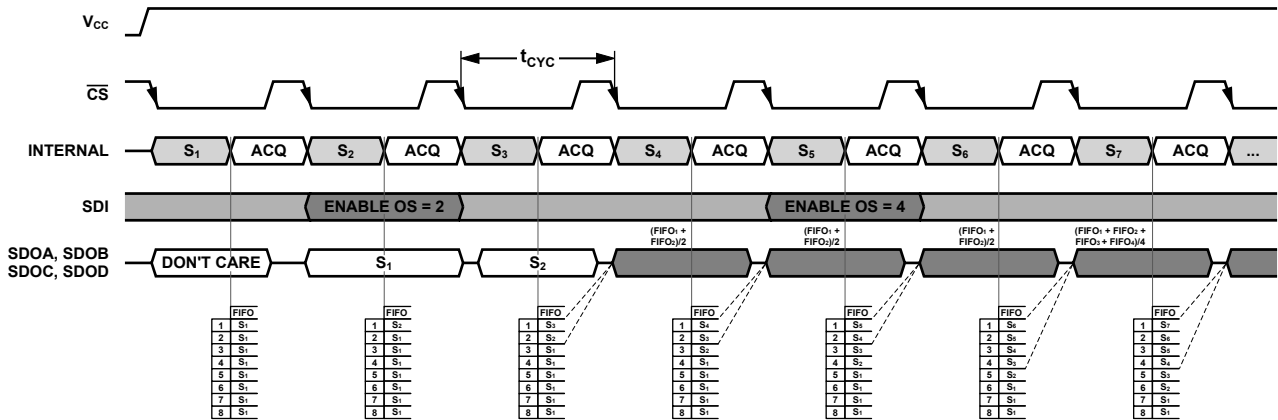 VCC
tCYC
CS
INTERNAL S1 ACQ S2 ACQ S3 ACQ S4 ACQ S5 ACQ S6 ACQ S7 ACQ ...
SDI ENABLE OS = 2 ENABLE OS = 4
(FIFO1 + FIFO2)/2
(FIFO1 + FIFO2)/2
(FIFO1 + FIFO2)/2
(FIFO1 + FIFO2 + FIFO3 + FIFO4)/4
SDOA, SDOB
SDOC, SDOD
DON'T CARE S1 S2
FIFO FIFO FIFO FIFO FIFO FIFO FIFO
1 S1 1 S2 1 S3 1 S4 1 S5 1 S6 1 S7
2 S1 2 S1 2 S2 2 S3 2 S4 2 S5 2 S6
3 S1 3 S1 3 S1 3 S2 3 S3 3 S4 3 S5
4 S1 4 S1 4 S1 4 S1 4 S2 4 S3 4 S4
5 S1 5 S1 5 S1 5 S1 5 S1 5 S2 5 S3
6 S1 6 S1 6 S1 6 S1 6 S1 6 S1 6 S2
7 S1 7 S1 7 S1 7 S1 7 S1 7 S1 7 S1
8 S1 8 S1 8 S1 8 S1 8 S1 8 S1 8 S1